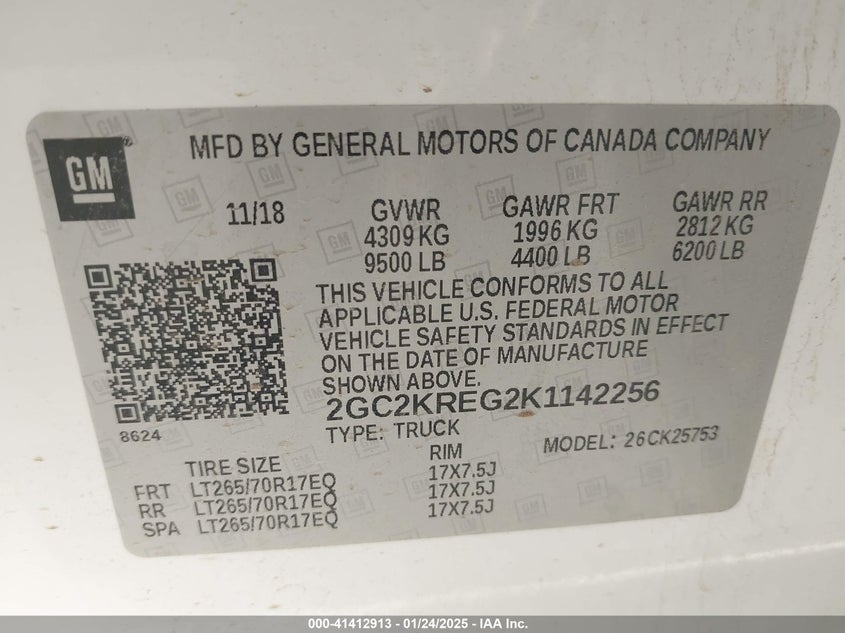 GM
MFD BY GENERAL MOTORS OF CANADA COMPANY
11/18
GVWR GAWR FRT GAWR RR
4309 KG 1996 KG 2812 KG
9500 LB 4400 LB 6200 LB
THIS VEHICLE CONFORMS TO ALL
APPLICABLE U.S. FEDERAL MOTOR
VEHICLE SAFETY STANDARDS IN EFFECT
ON THE DATE OF MANUFACTURE
SHOWN ABOVE.
2GC2KREG2K1142256
8624
TYPE: TRUCK MODEL: 26CK25753
TIRE SIZE RIM
FRT LT265/70R17EQ 17X7.5J
RR LT265/70R17EQ 17X7.5J
SPA LT265/70R17EQ 17X7.5J
000-41412913 - 01/24/2025 - IAA Inc.